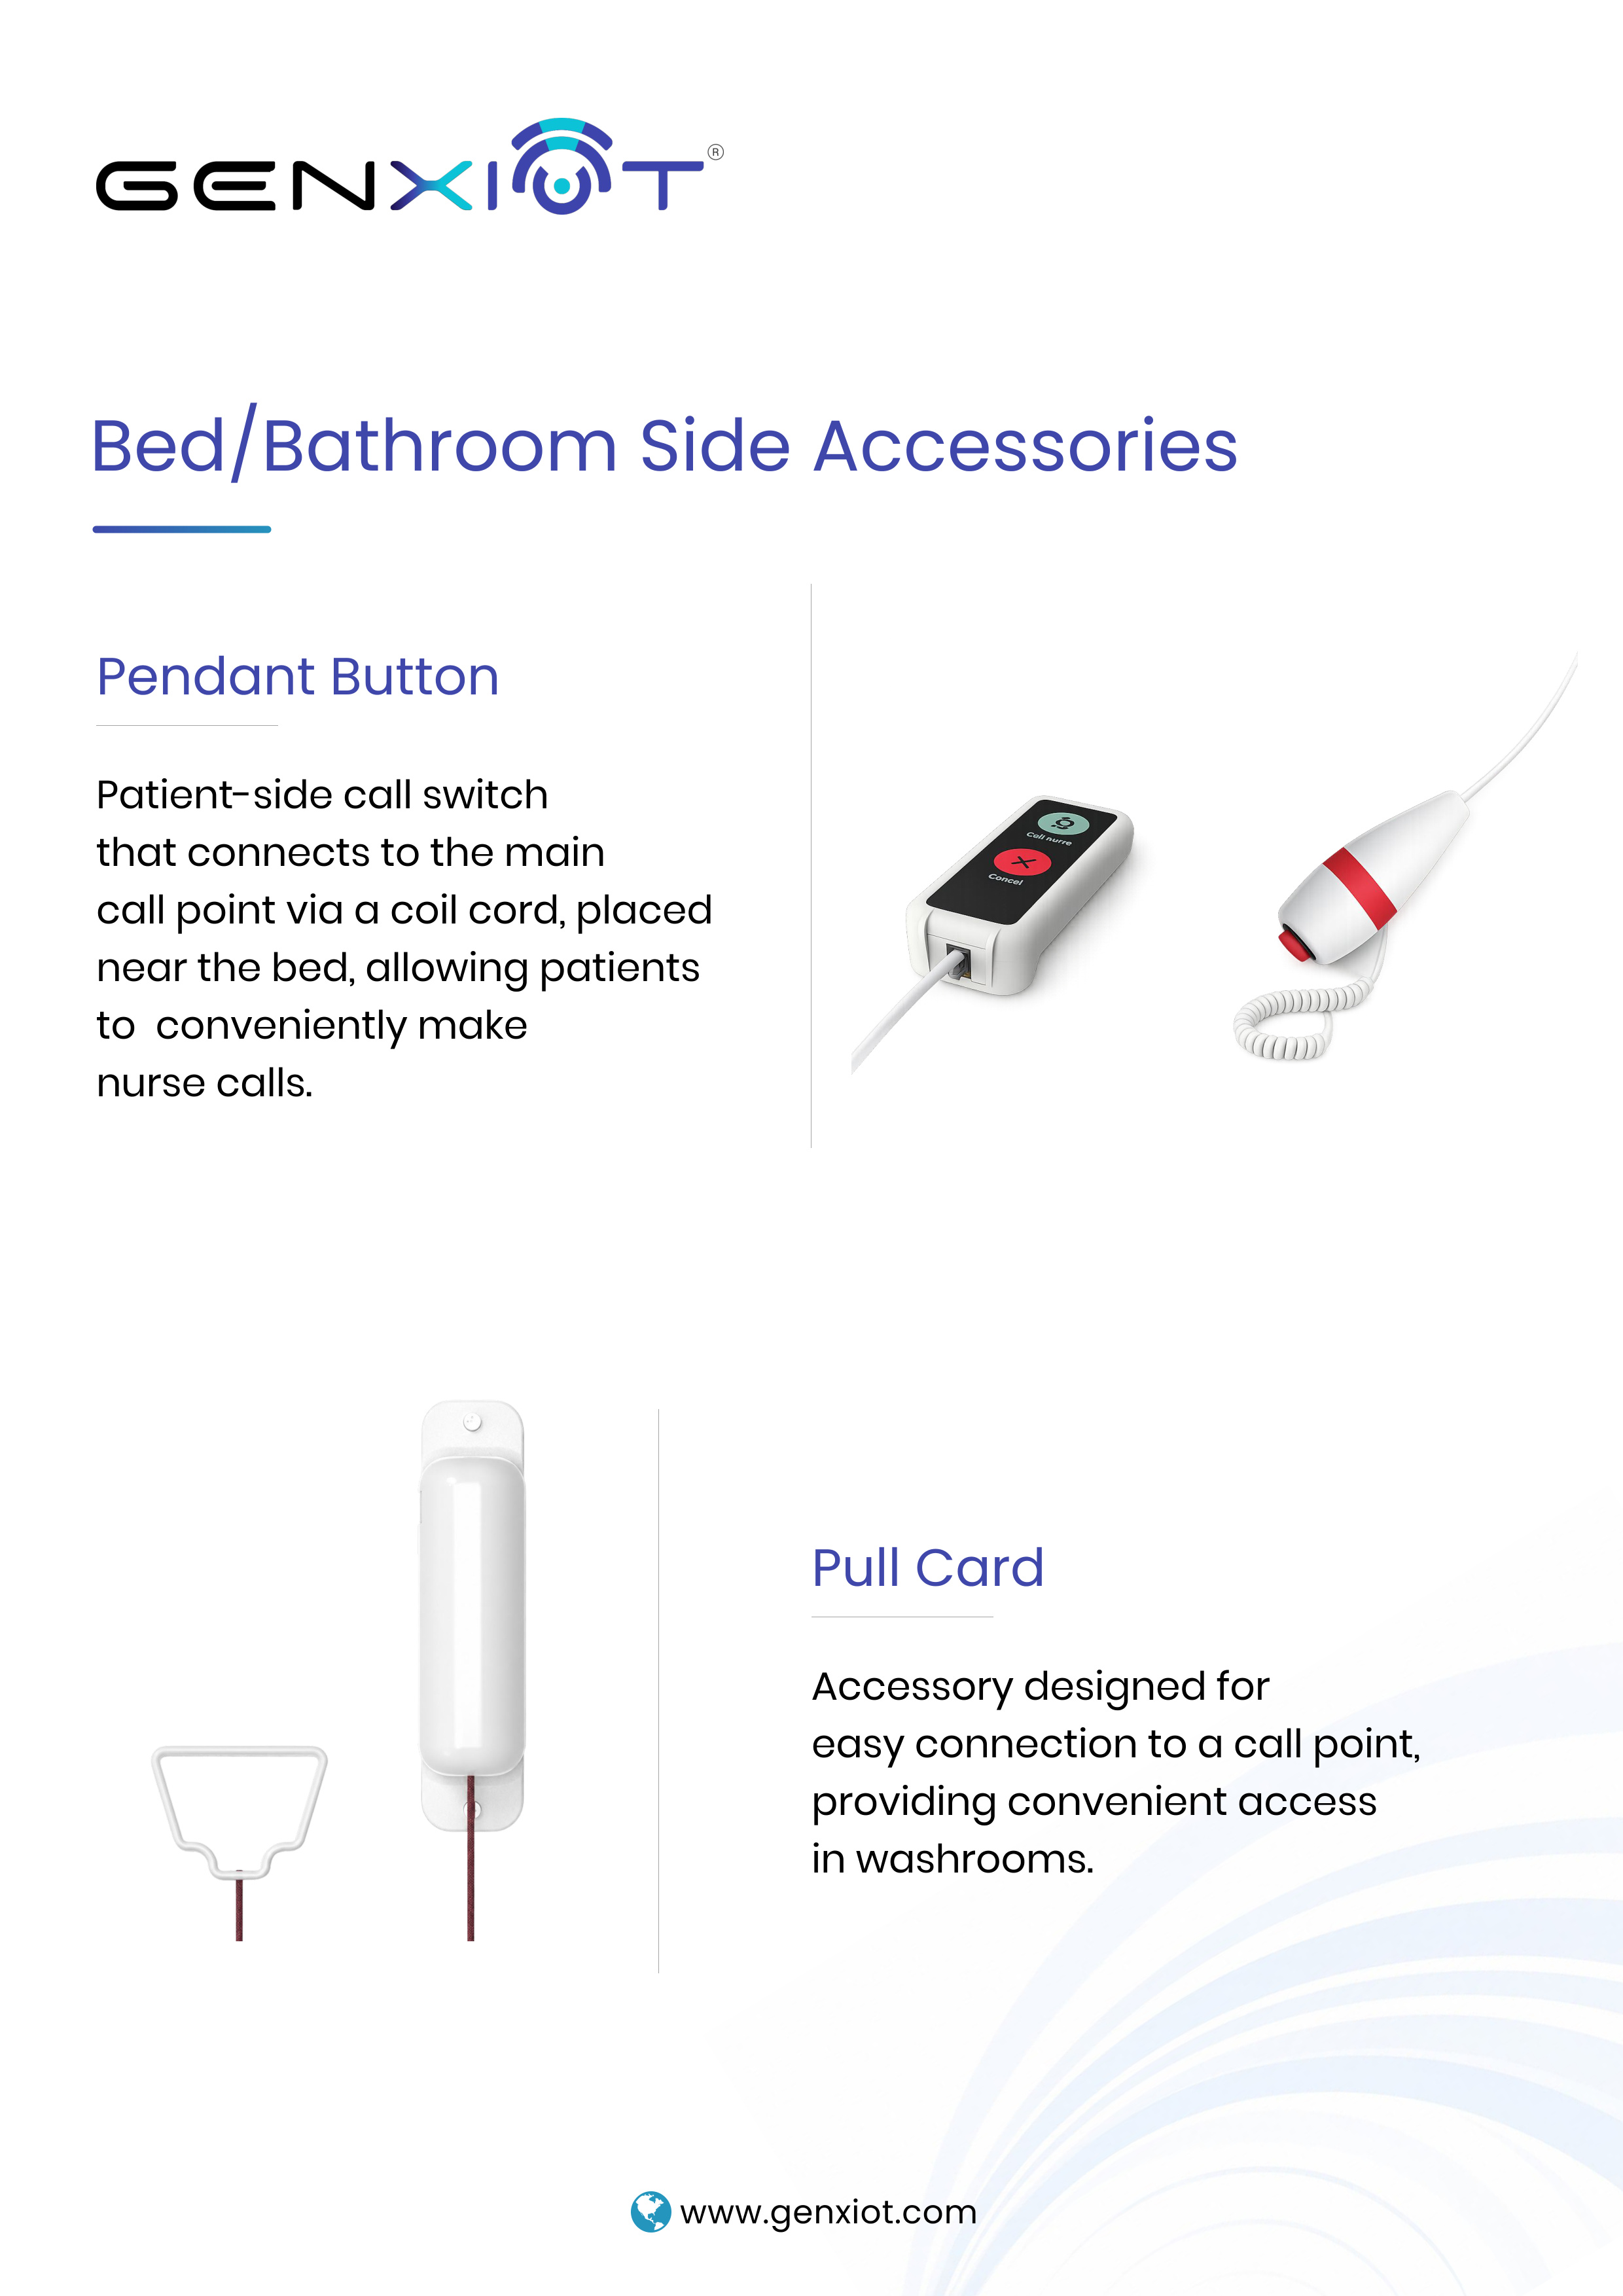 GENXIOT®
Bed/Bathroom Side Accessories
Pendant Button
Patient-side call switch
that connects to the main
call point via a coil cord, placed
near the bed, allowing patients
to conveniently make
nurse calls.
Call nurre
Concel
Pull Card
Accessory designed for
easy connection to a call point,
providing convenient access
in washrooms.
www.genxiot.com